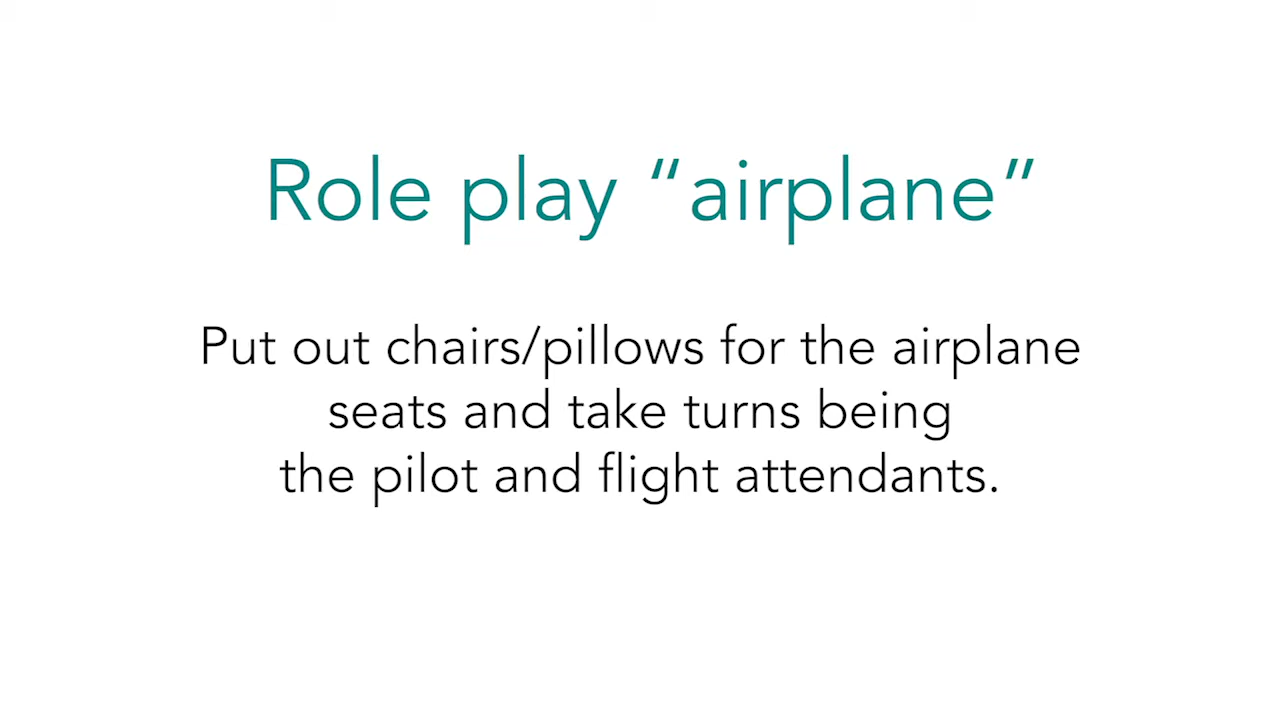 Role play “airplane”
Put out chairs/pillows for the airplane
seats and take turns being
the pilot and flight attendants.